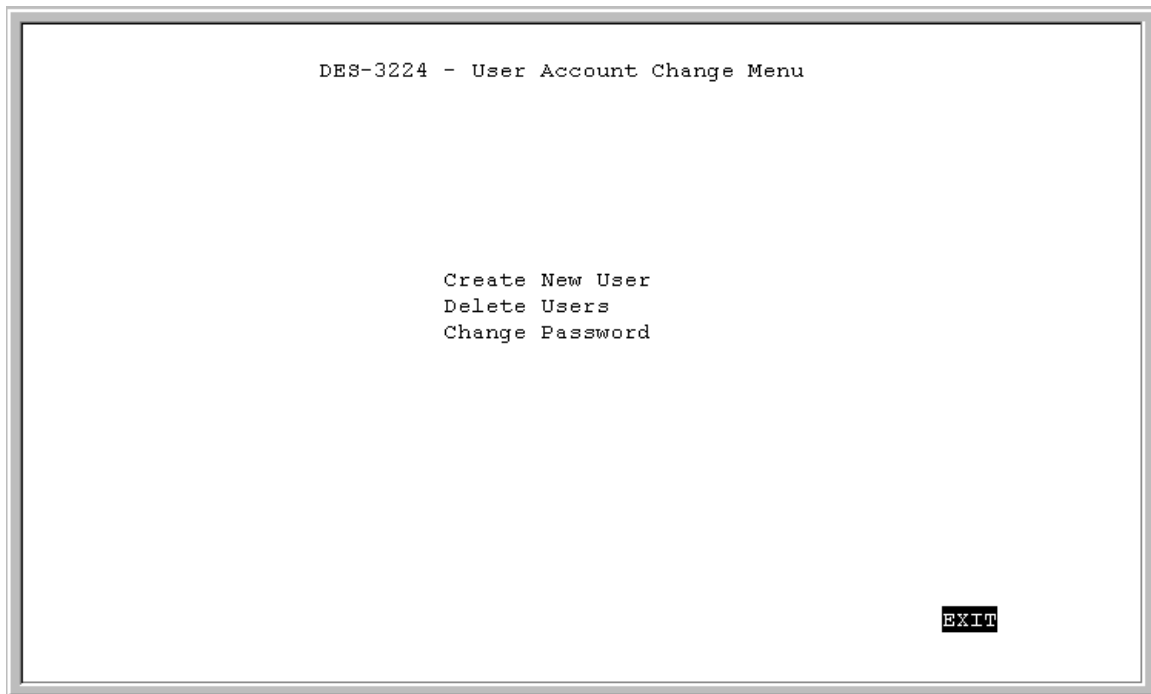 DES-3224 - User Account Change Menu
Create New User
Delete Users
Change Password
EXIT